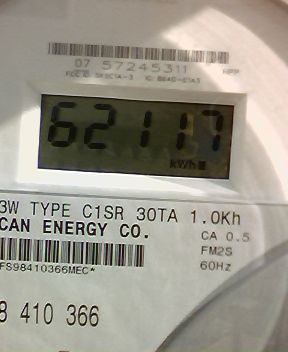 07 57245311
62117
kWh
3W TYPE C1SR 30TA 1.0Kh
CAN ENERGY CO.
CA 0.5
FM2S
FS98410366MEC*
60Hz
8 410 366